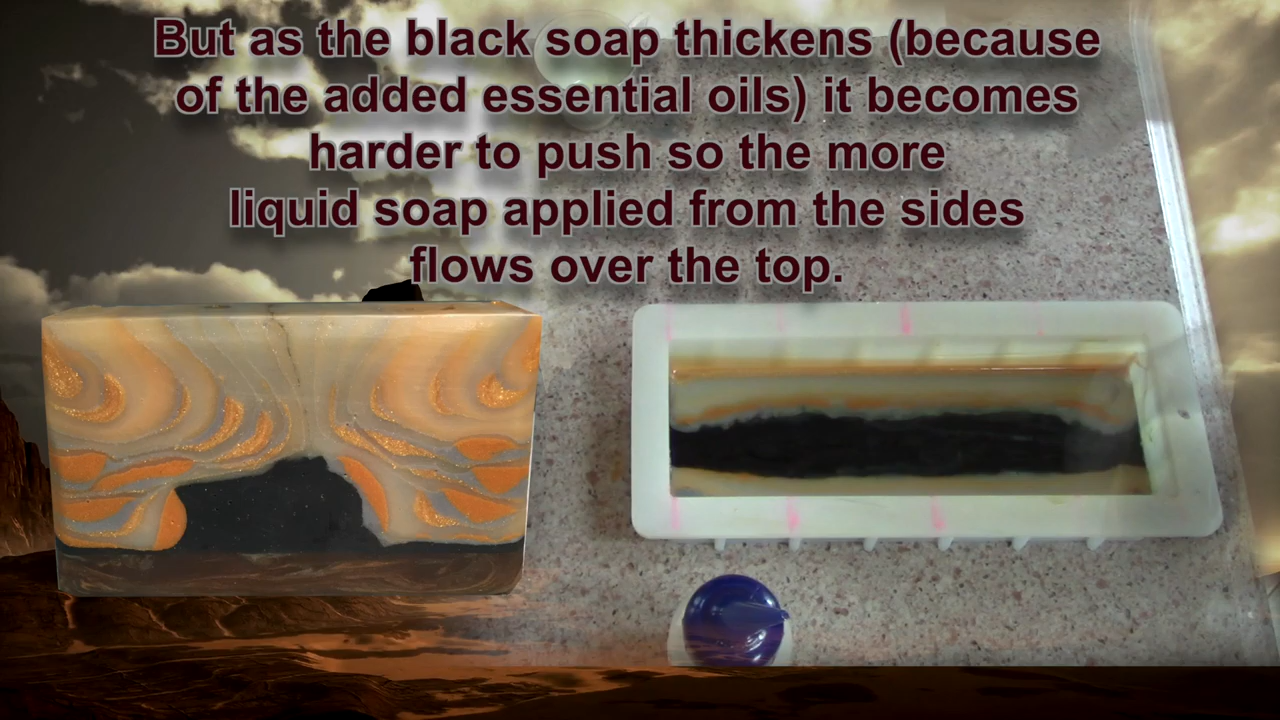 But as the black soap thickens (because
of the added essential oils) it becomes
harder to push so the more
liquid soap applied from the sides
flows over the top.